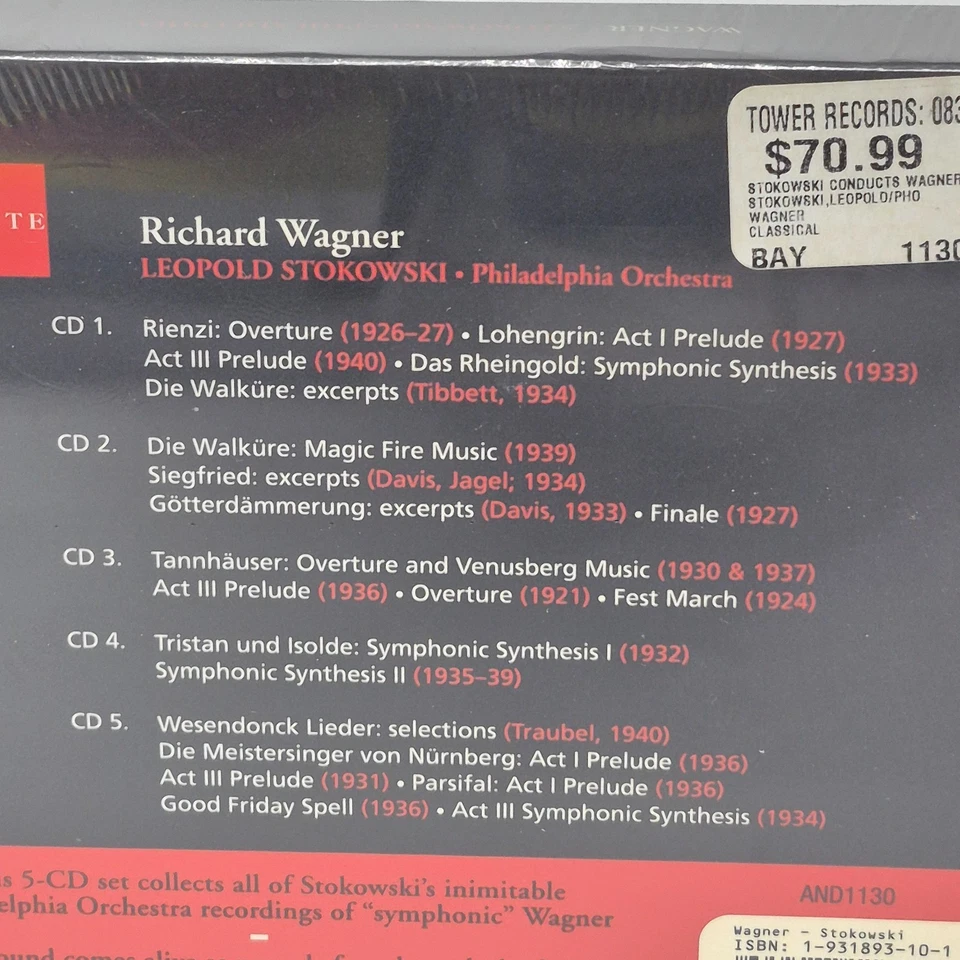 WAGNER
TOWER RECORDS: 083
$70.99
STOKOWSKI CONDUCTS WAGNER
STOKOWSKI,LEOPOLD/PHO
WAGNER
CLASSICAL
BAY 1130
TE
Richard Wagner
LEOPOLD STOKOWSKI • Philadelphia Orchestra
CD 1. Rienzi: Overture (1926–27) • Lohengrin: Act I Prelude (1927)
Act III Prelude (1940) • Das Rheingold: Symphonic Synthesis (1933)
Die Walküre: excerpts (Tibbett, 1934)
CD 2. Die Walküre: Magic Fire Music (1939)
Siegfried: excerpts (Davis, Jagel; 1934)
Götterdämmerung: excerpts (Davis, 1933) • Finale (1927)
CD 3. Tannhäuser: Overture and Venusberg Music (1930 & 1937)
Act III Prelude (1936) • Overture (1921) • Fest March (1924)
CD 4. Tristan und Isolde: Symphonic Synthesis I (1932)
Symphonic Synthesis II (1935–39)
CD 5. Wesendonck Lieder: selections (Traubel, 1940)
Die Meistersinger von Nürnberg: Act I Prelude (1936)
Act III Prelude (1931) • Parsifal: Act I Prelude (1936)
Good Friday Spell (1936) • Act III Symphonic Synthesis (1934)
s 5-CD set collects all of Stokowski's inimitable
elphia Orchestra recordings of "symphonic" Wagner
AND1130
Wagner – Stokowski
ISBN: 1-931893-10-1